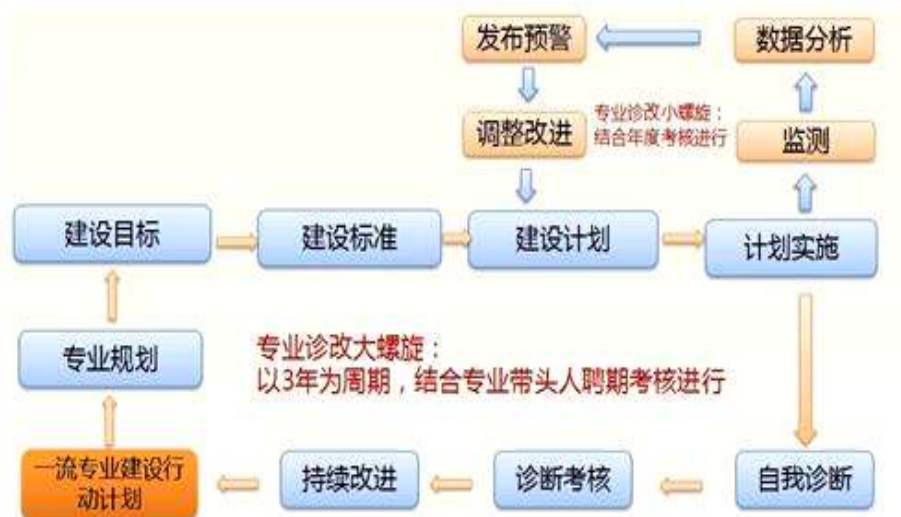 发布预警
数据分析
调整改进
专业诊改小螺旋：
结合年度考核进行
监测
建设目标
建设标准
建设计划
计划实施
专业规划
专业诊改大螺旋：
以3年为周期，结合专业带头人聘期考核进行
一流专业建设行
动计划
持续改进
诊断考核
自我诊断